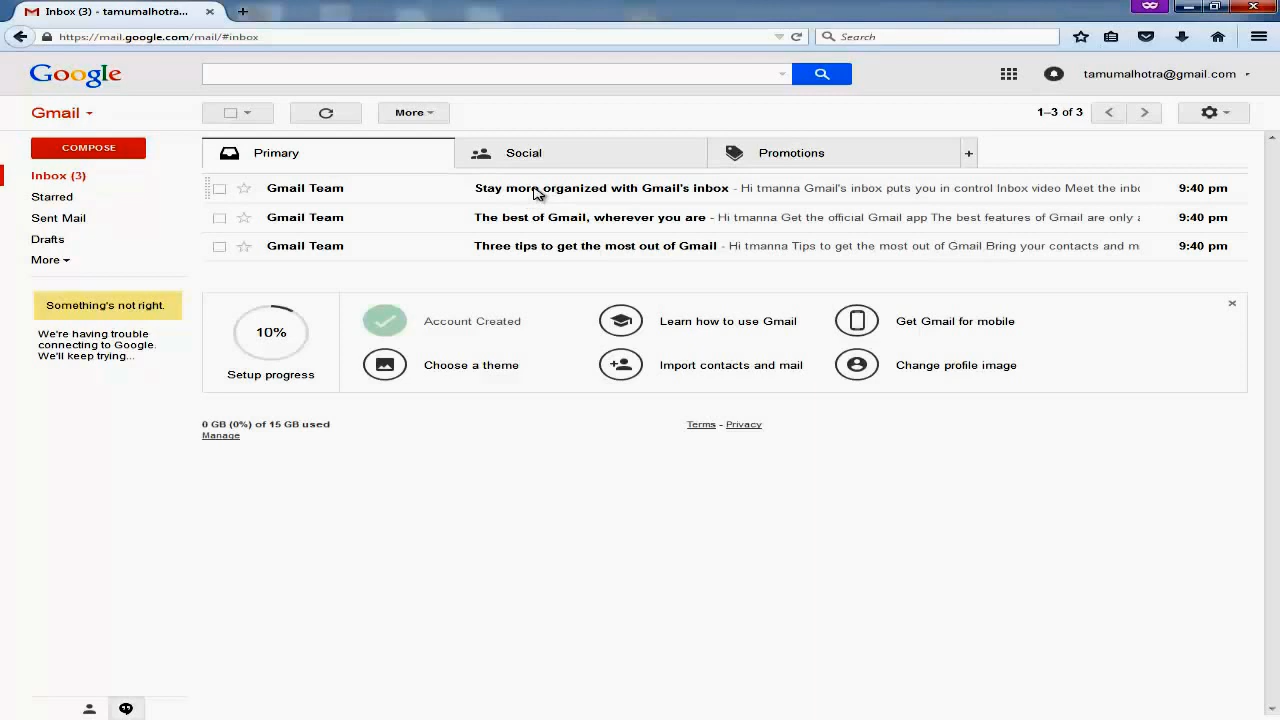 Inbox (3) - tamumalhotra...
https://mail.google.com/mail/#inbox
Search
Google
tamumalhotra@gmail.com
Gmail
More
1–3 of 3
COMPOSE
Primary
Social
Promotions
Inbox (3)
Starred
Sent Mail
Drafts
More
Gmail Team Stay more organized with Gmail's inbox - Hi tmanna Gmail's inbox puts you in control Inbox video Meet the inbo 9:40 pm
Gmail Team The best of Gmail, wherever you are - Hi tmanna Get the official Gmail app The best features of Gmail are only a 9:40 pm
Gmail Team Three tips to get the most out of Gmail - Hi tmanna Tips to get the most out of Gmail Bring your contacts and m 9:40 pm
Something's not right.
We're having trouble
connecting to Google.
We'll keep trying...
10%
Setup progress
Account Created
Learn how to use Gmail
Get Gmail for mobile
Choose a theme
Import contacts and mail
Change profile image
0 GB (0%) of 15 GB used
Manage
Terms - Privacy